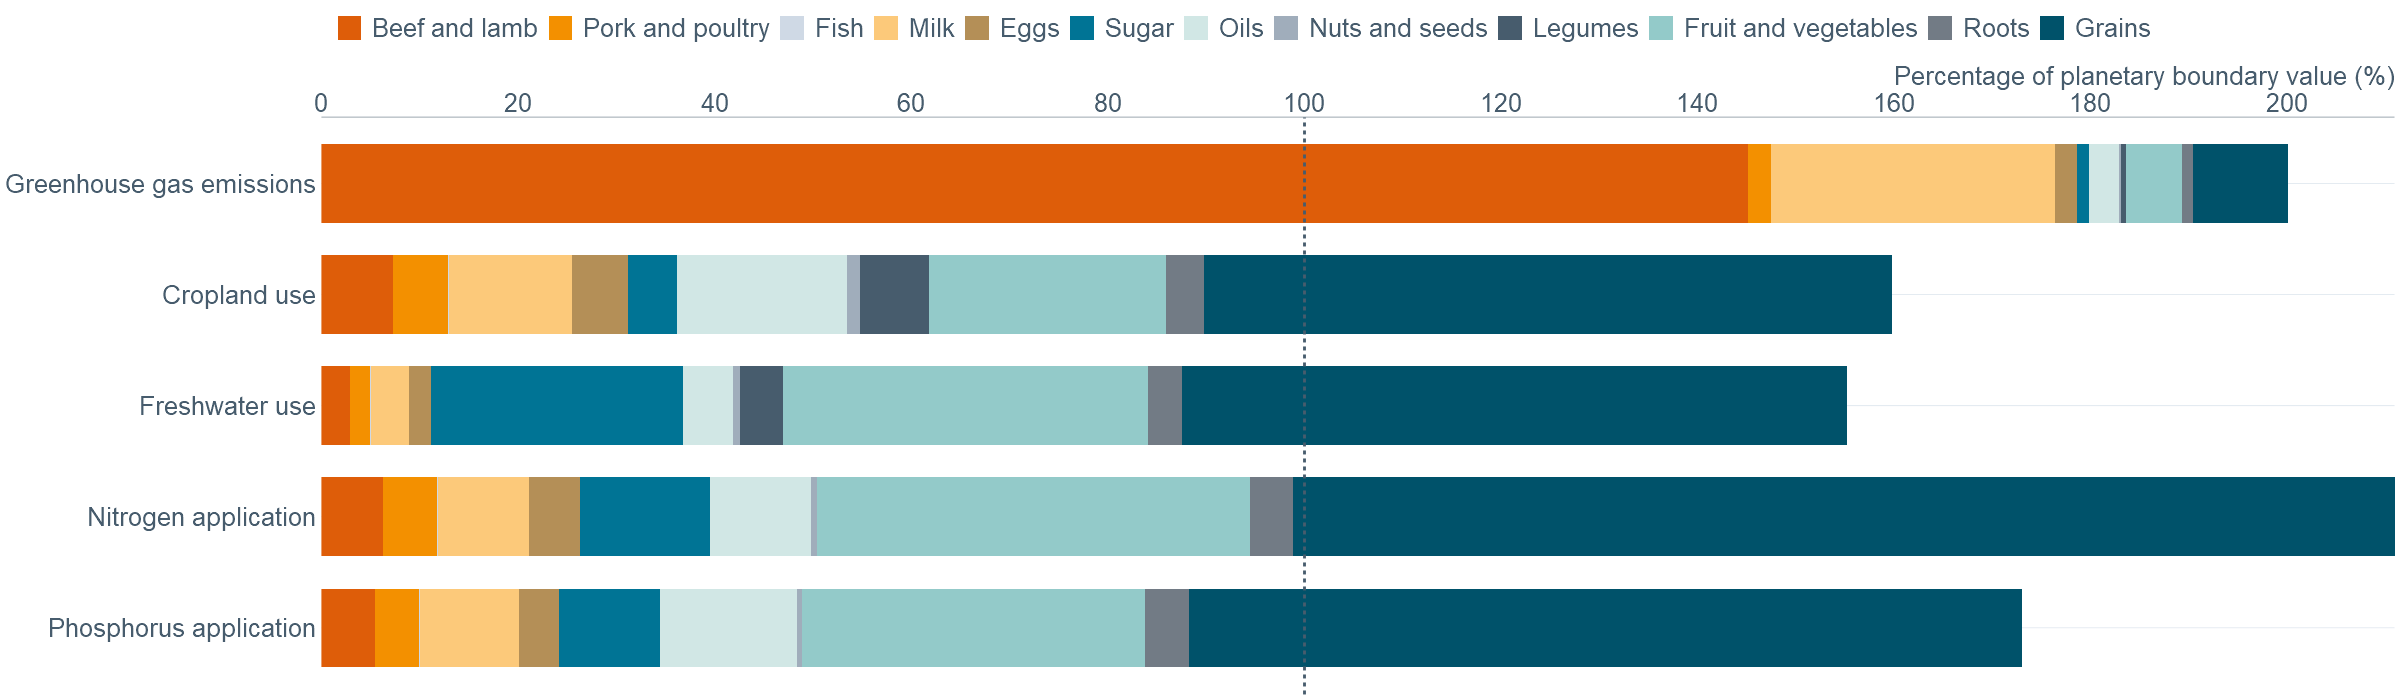 Beef and lamb Pork and poultry Fish Milk Eggs Sugar Oils Nuts and seeds Legumes Fruit and vegetables Roots Grains
Percentage of planetary boundary value (%)
0 20 40 60 80 100 120 140 160 180 200
Greenhouse gas emissions
Cropland use
Freshwater use
Nitrogen application
Phosphorus application